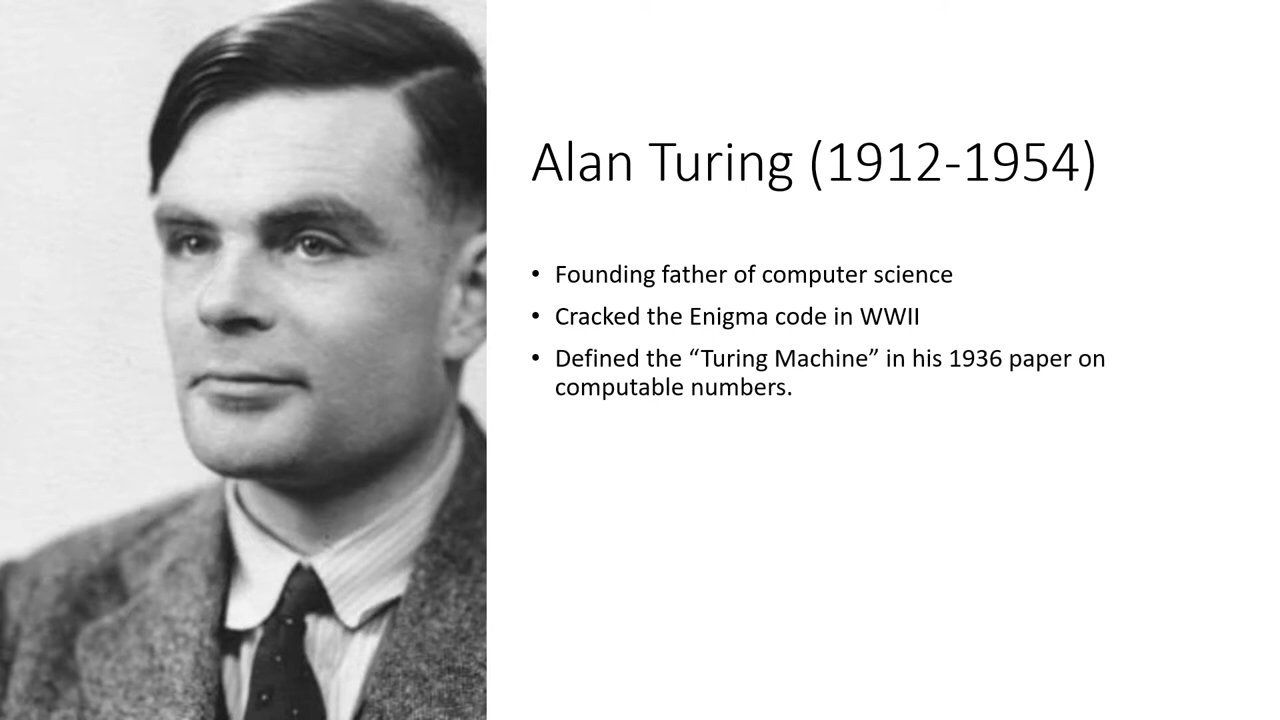 Alan Turing (1912-1954)
• Founding father of computer science
• Cracked the Enigma code in WWII
• Defined the “Turing Machine” in his 1936 paper on
computable numbers.